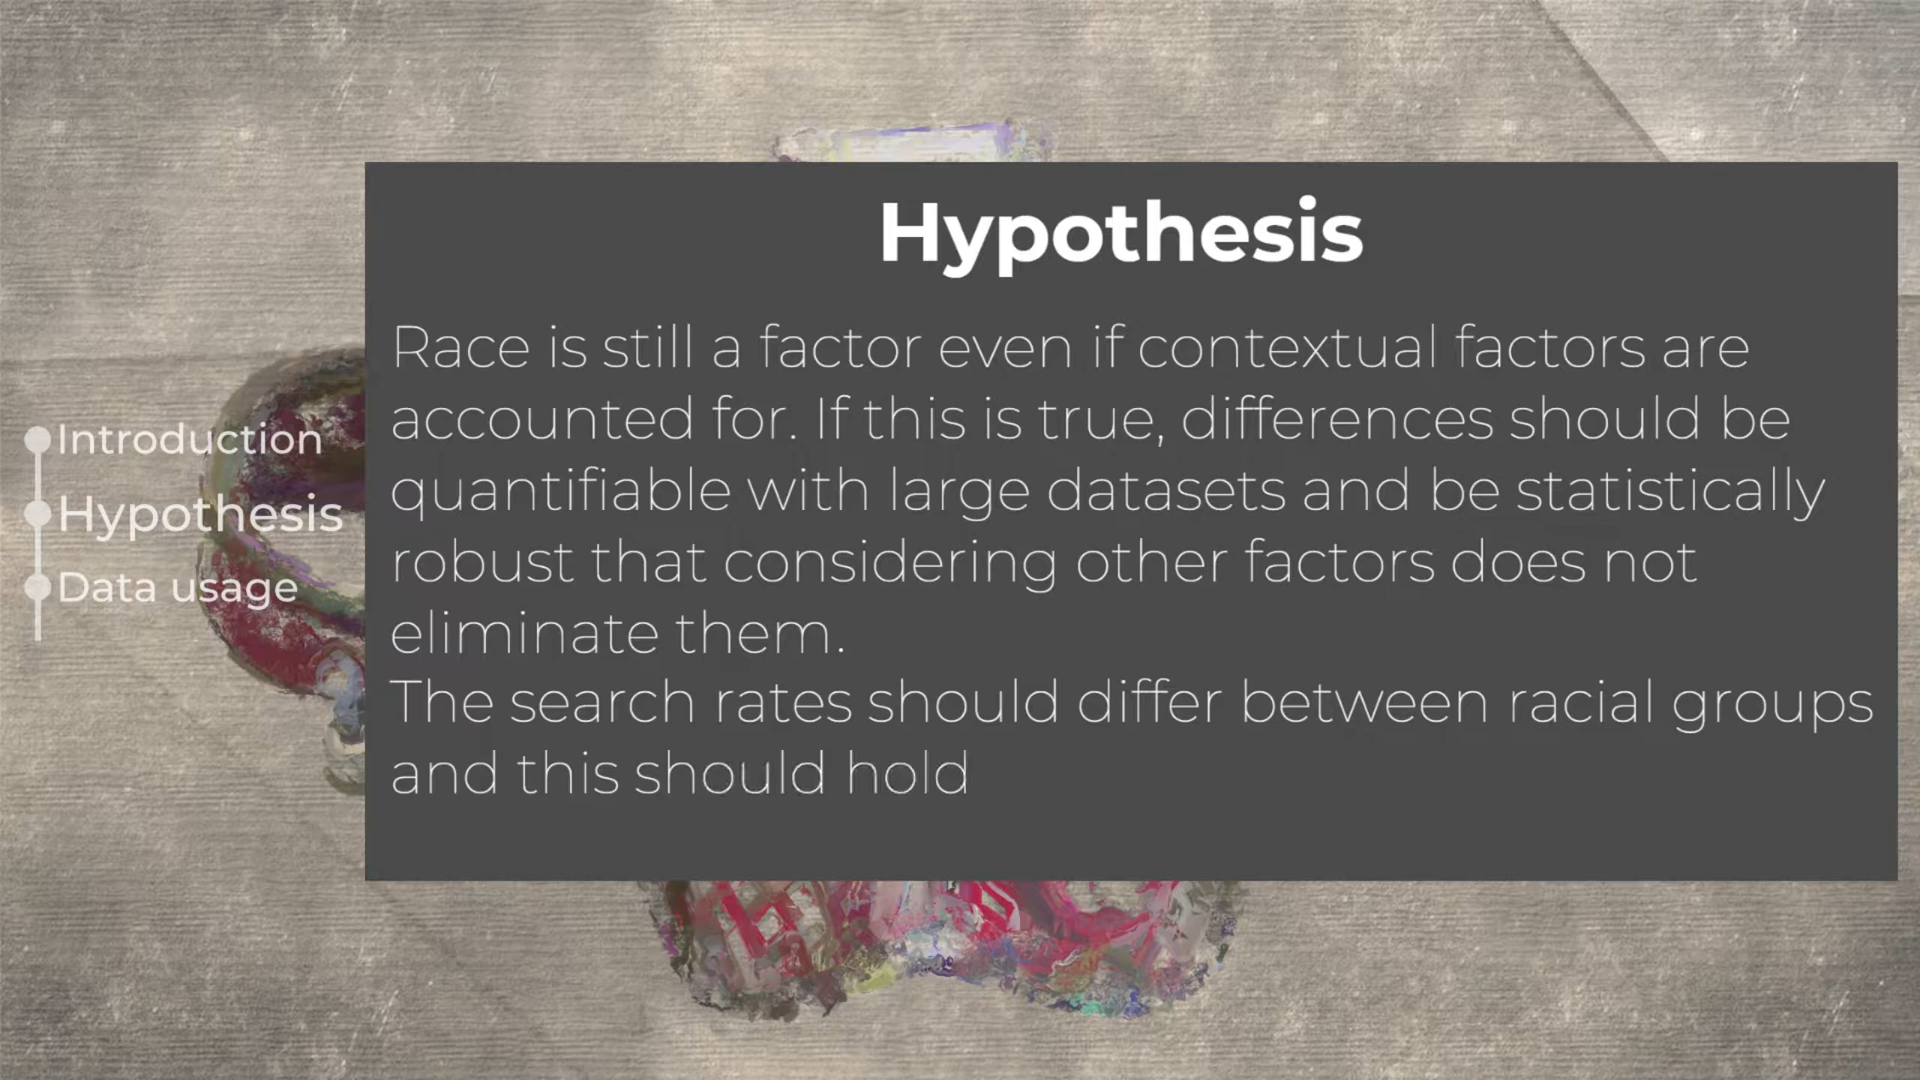 Hypothesis
Race is still a factor even if contextual factors are
accounted for. If this is true, differences should be
quantifiable with large datasets and be statistically
robust that considering other factors does not
eliminate them.
The search rates should differ between racial groups
and this should hold
Introduction
Hypothesis
Data usage